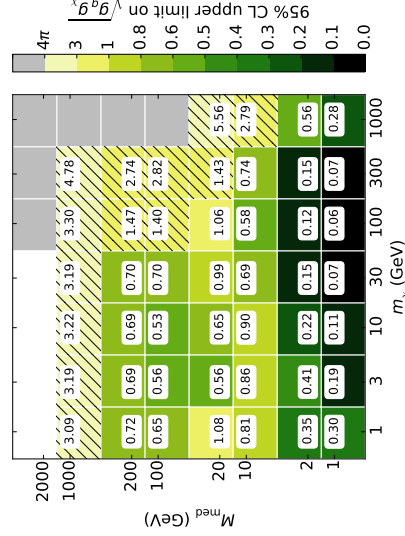 M_med (GeV)
2000
1000 3.09 3.19 3.22 3.19 3.30 4.78
200 0.72 0.69 0.69 0.70 1.47 2.74
100 0.65 0.56 0.53 0.70 1.40 2.82
20 1.08 0.56 0.65 0.99 1.06 1.43 5.56
10 0.81 0.86 0.90 0.69 0.58 0.74 2.79
2 0.35 0.41 0.22 0.15 0.12 0.15 0.56
1 0.30 0.19 0.11 0.07 0.06 0.07 0.28
1 3 10 30 100 300 1000
m_χ (GeV)
4π
3
1
0.8
0.6
0.5
0.4
0.3
0.2
0.1
0.0
95% CL upper limit on √g_q g_χ